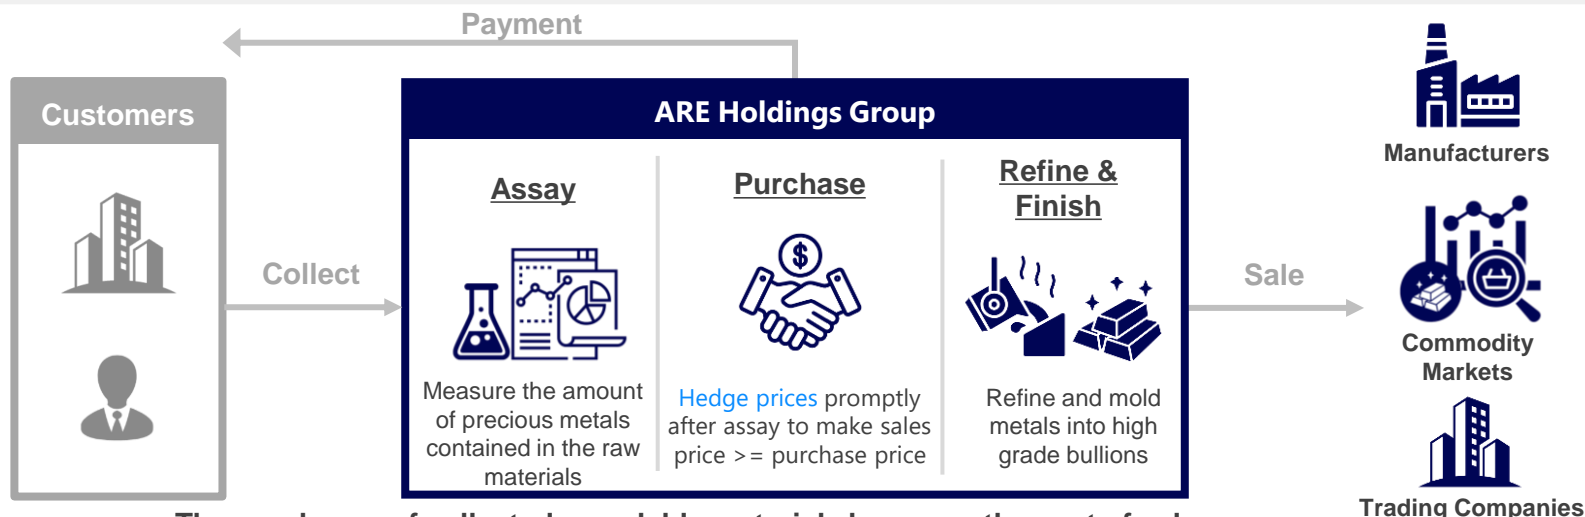 Payment
Customers
ARE Holdings Group
Manufacturers
Assay
Purchase
Refine &
Finish
Collect
$
Sale
Commodity
Markets
Measure the amount
of precious metals
contained in the raw
materials
Hedge prices promptly
after assay to make sales
price >= purchase price
Refine and mold
metals into high
grade bullions
Trading Companies